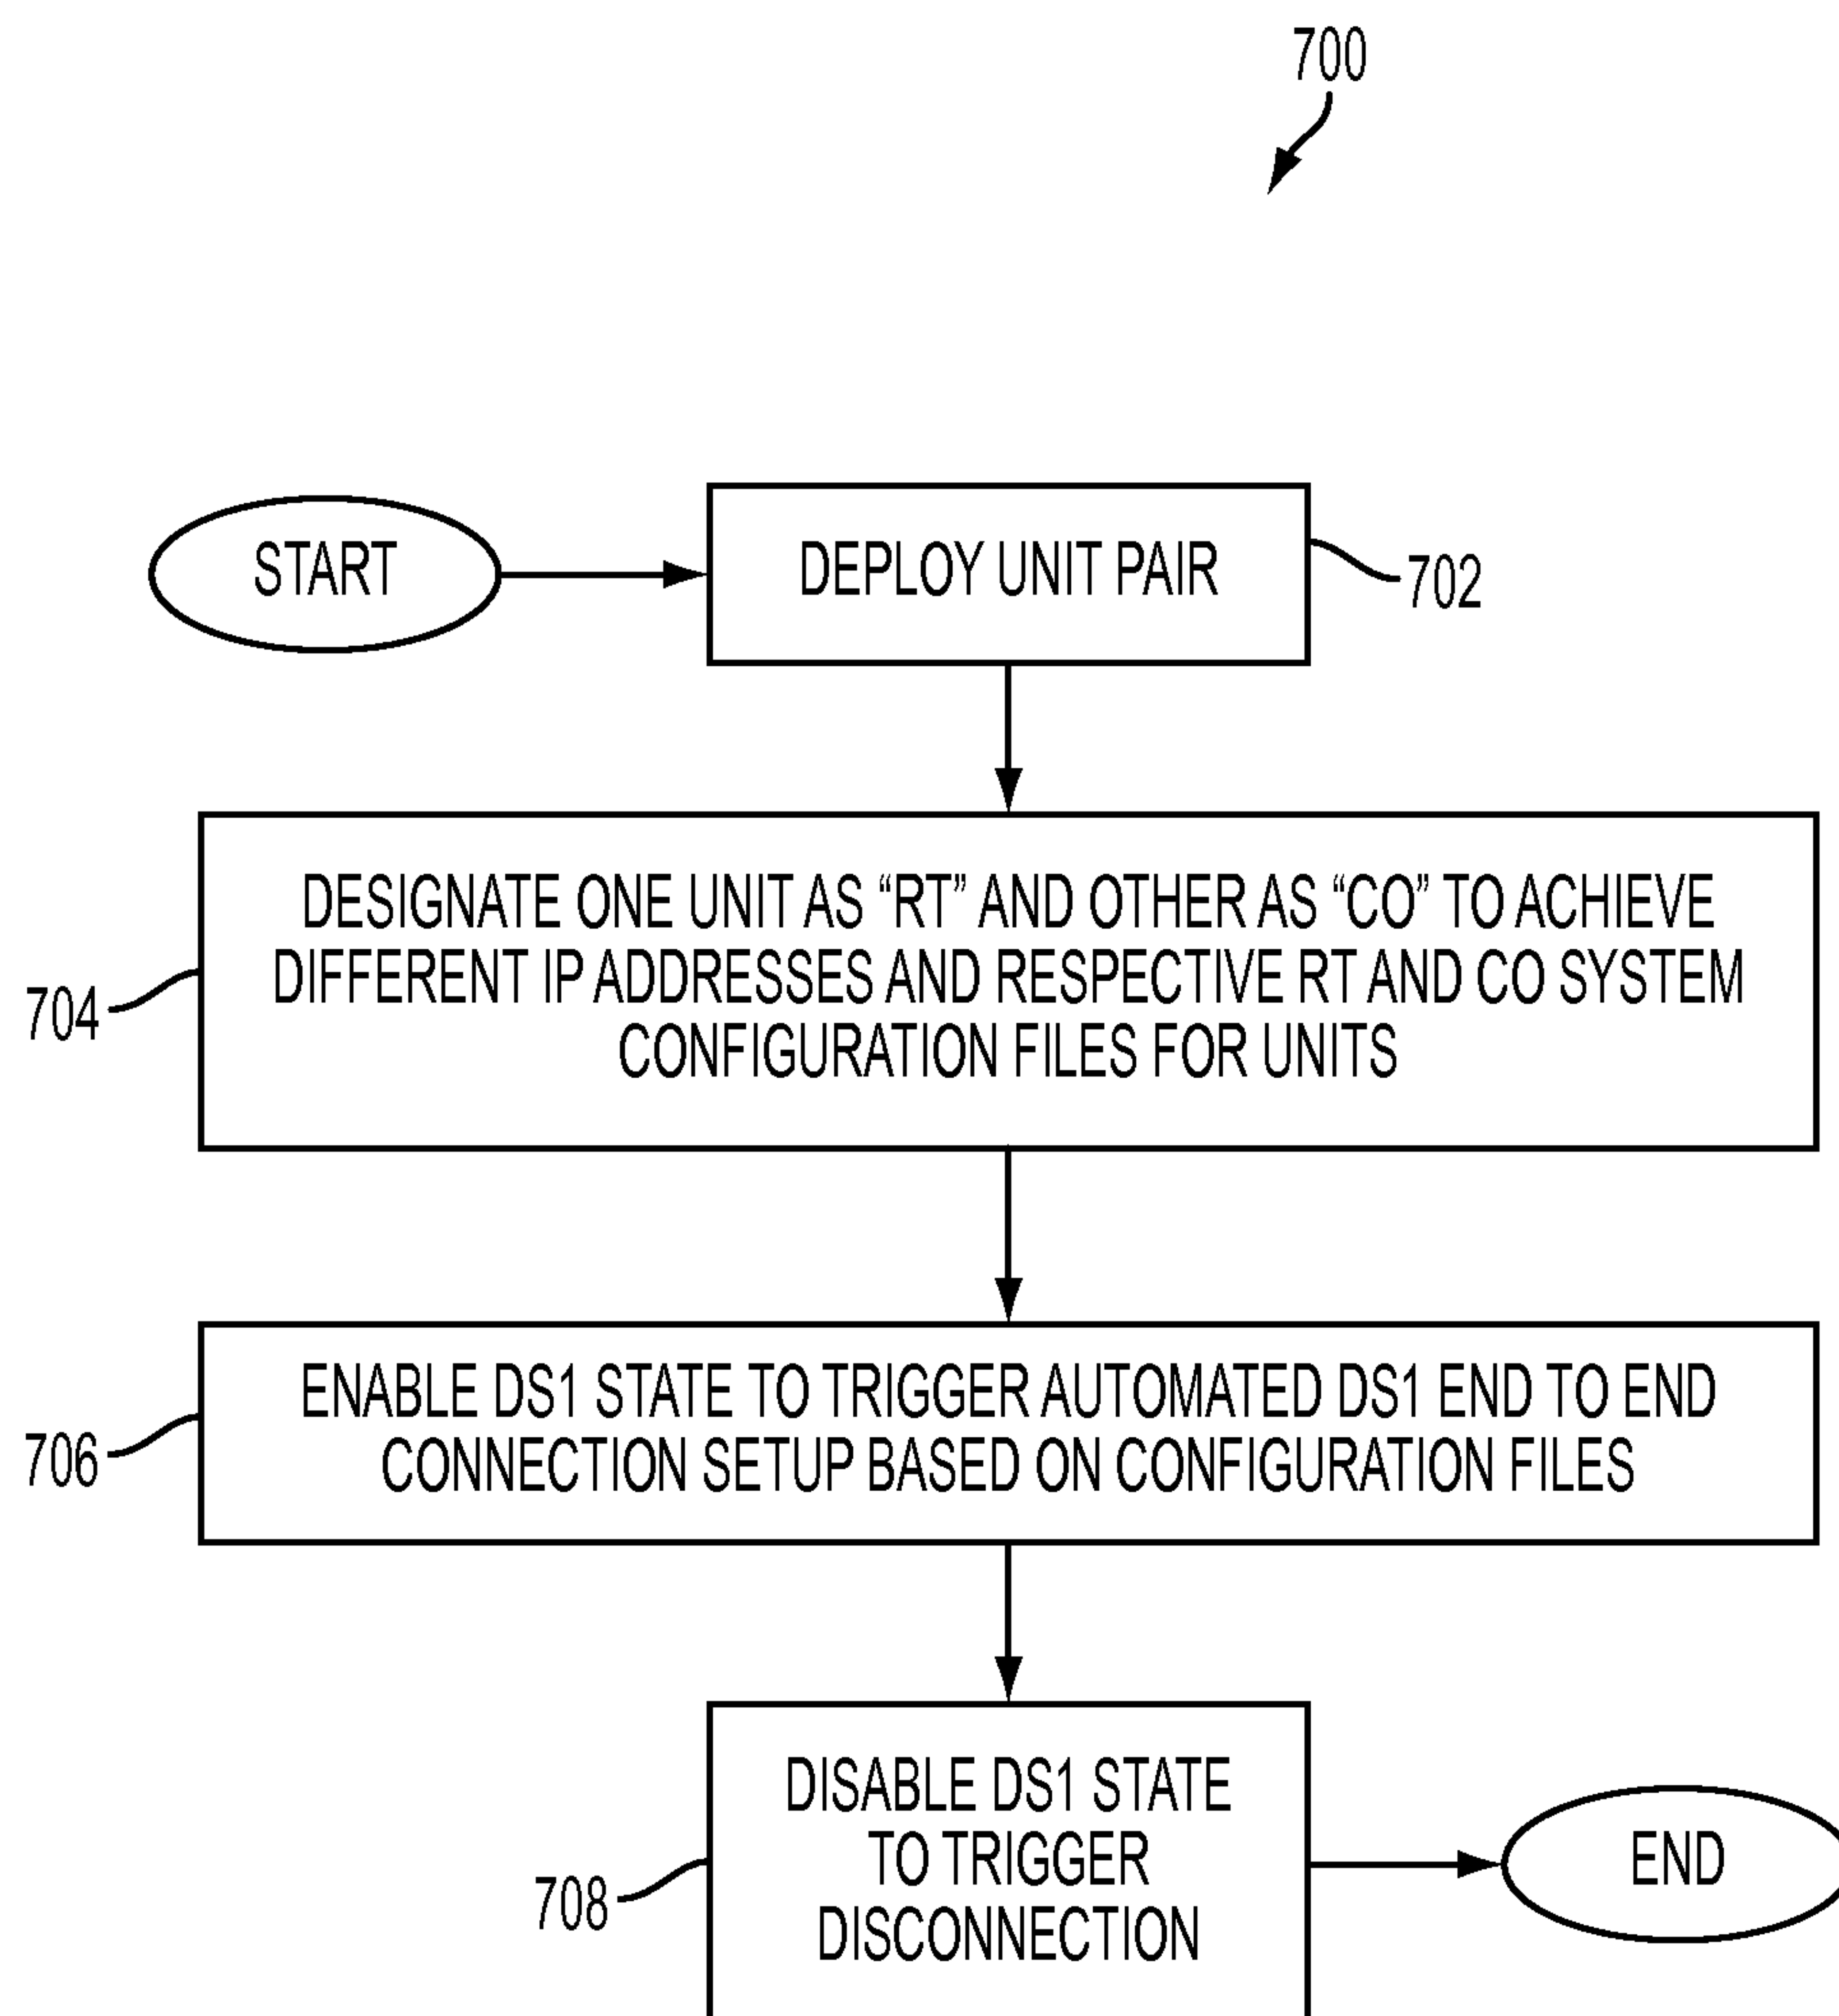 700
START
DEPLOY UNIT PAIR
702
DESIGNATE ONE UNIT AS “RT” AND OTHER AS “CO” TO ACHIEVE
DIFFERENT IP ADDRESSES AND RESPECTIVE RT AND CO SYSTEM
CONFIGURATION FILES FOR UNITS
704
ENABLE DS1 STATE TO TRIGGER AUTOMATED DS1 END TO END
CONNECTION SETUP BASED ON CONFIGURATION FILES
706
DISABLE DS1 STATE
TO TRIGGER
DISCONNECTION
708
END